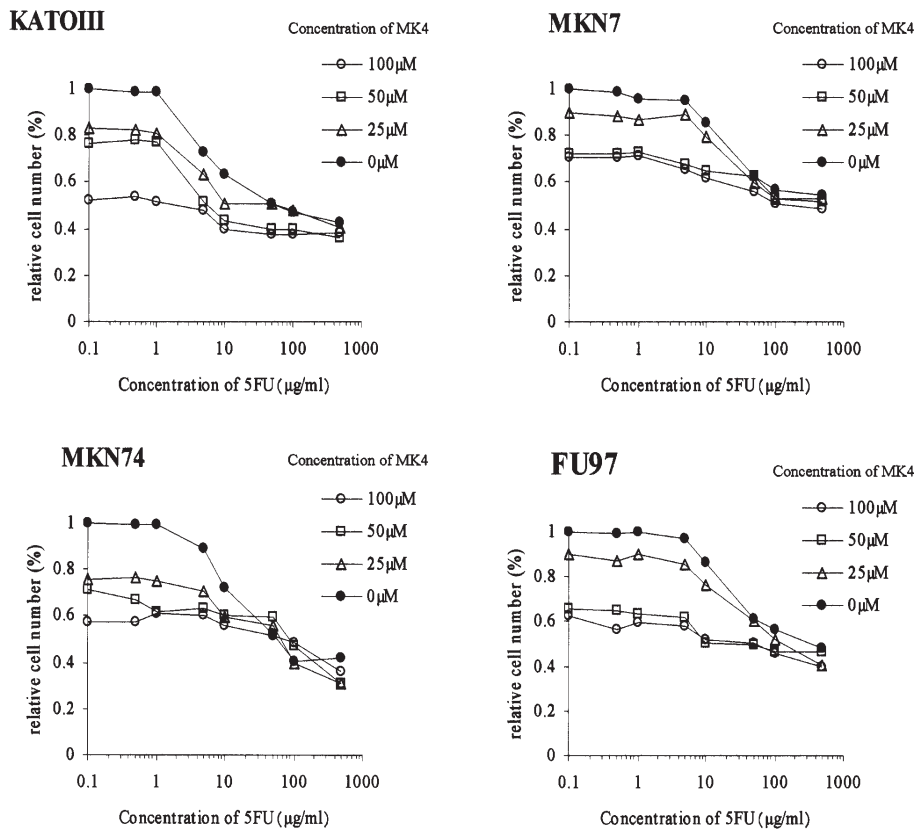 KATOIII
Concentration of MK4
100µM
50µM
25µM
0µM
relative cell number (%)
1
0.8
0.6
0.4
0.2
0
0.1 1 10 100 1000
Concentration of 5FU (µg/ml)
MKN7
Concentration of MK4
100µM
50µM
25µM
0µM
relative cell number (%)
1
0.8
0.6
0.4
0.2
0
0.1 1 10 100 1000
Concentration of 5FU (µg/ml)
MKN74
Concentration of MK4
100µM
50µM
25µM
0µM
relative cell number (%)
1
0.8
0.6
0.4
0.2
0
0.1 1 10 100 1000
Concentration of 5FU (µg/ml)
FU97
Concentration of MK4
100µM
50µM
25µM
0µM
relative cell number (%)
1
0.8
0.6
0.4
0.2
0
0.1 1 10 100 1000
Concentration of 5FU (µg/ml)